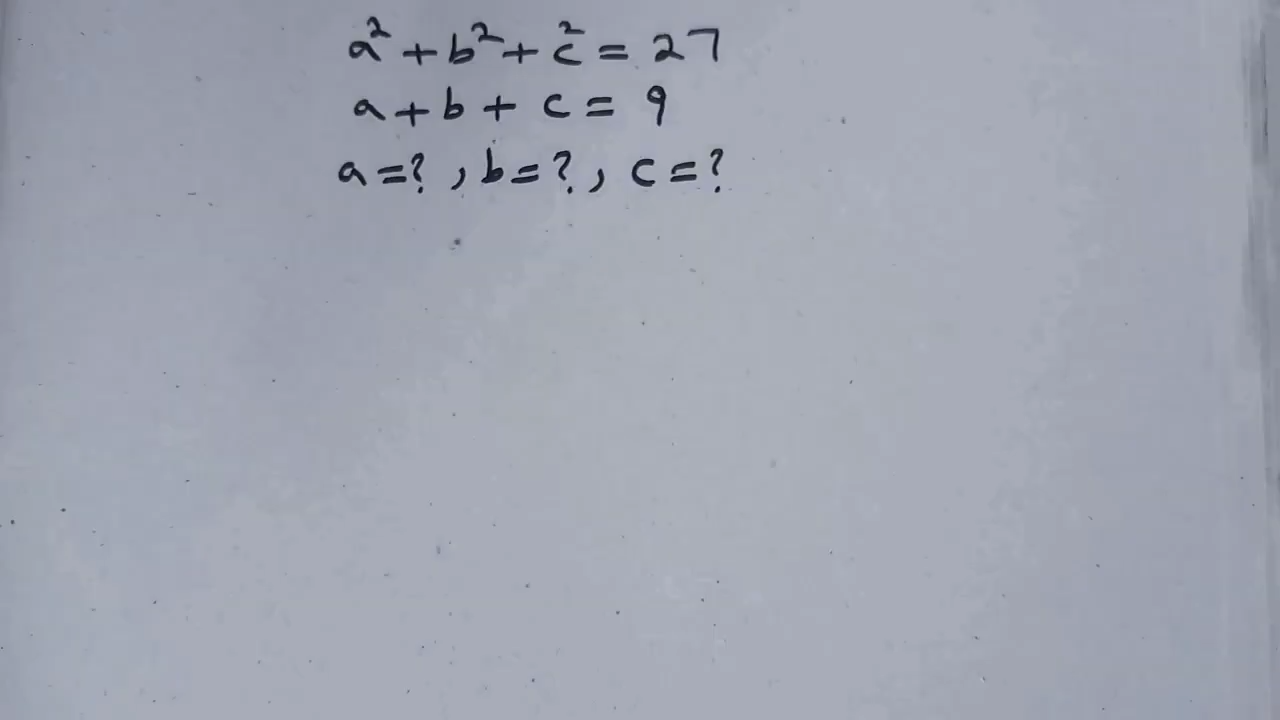 a² + b² + c² = 27
a + b + c = 9
a = ? , b = ? , c = ?